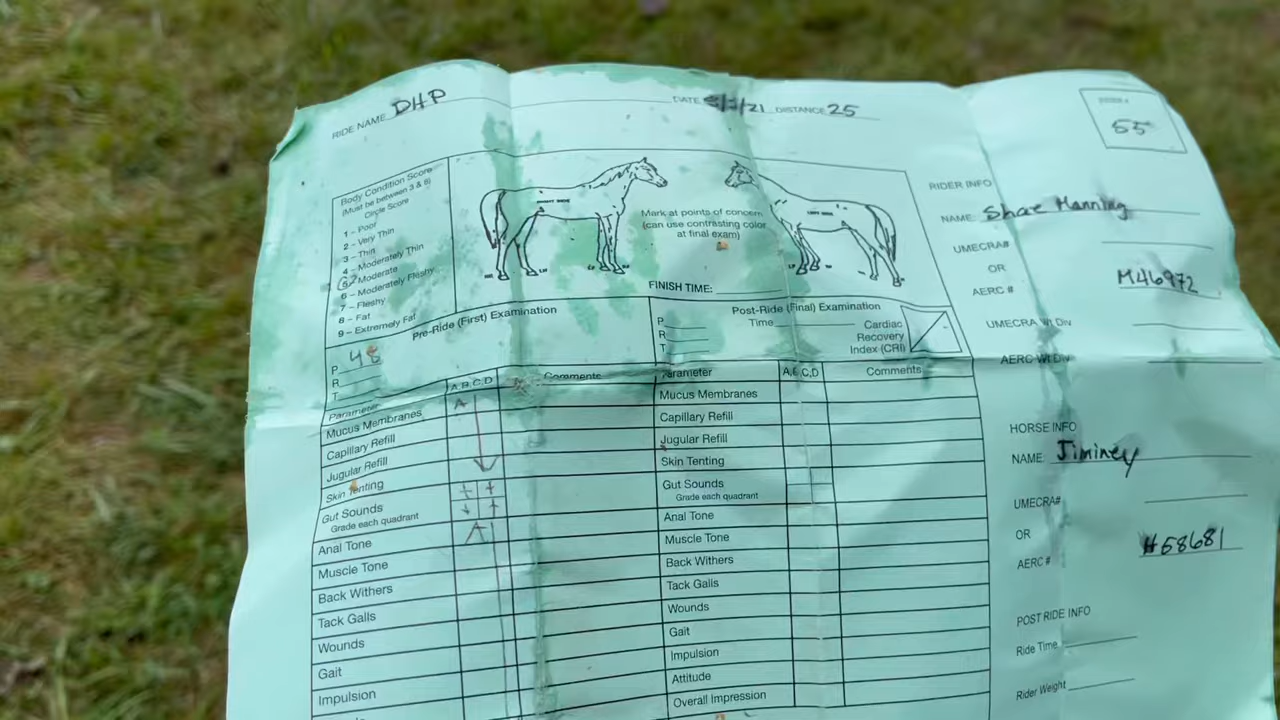 RIDE NAME DHP DATE /21 DISTANCE 25
55
Body Condition Score
(Must be between 3 & 8)
Circle Score
1 – Poor
2 – Very Thin
3 – Thin
4 – Moderately Thin
5 – Moderate
6 – Moderately Fleshy
7 – Fleshy
8 – Fat
9 – Extremely Fat
Mark at points of concern
(can use contrasting color
at final exam)
FINISH TIME:
Pre-Ride (First) Examination
P 48
R
T
Parameter A,B,C,D Comments
Mucus Membranes A
Capillary Refill
Jugular Refill
Skin Tenting
Gut Sounds + +
Grade each quadrant + +
Anal Tone A
Muscle Tone
Back Withers
Tack Galls
Wounds
Gait
Impulsion
Post-Ride (Final) Examination
P Time Cardiac
R Recovery
T Index (CRI)
Parameter A,B,C,D Comments
Mucus Membranes
Capillary Refill
Jugular Refill
Skin Tenting
Gut Sounds
Grade each quadrant
Anal Tone
Muscle Tone
Back Withers
Tack Galls
Wounds
Gait
Impulsion
Attitude
Overall Impression
RIDER INFO
NAME Shae Manning
UMECRA#
OR
AERC # M46972
UMECRA Wt Div
AERC Wt Div
HORSE INFO
NAME Jiminey
UMECRA#
OR
AERC # H58681
POST RIDE INFO
Ride Time
Rider Weight